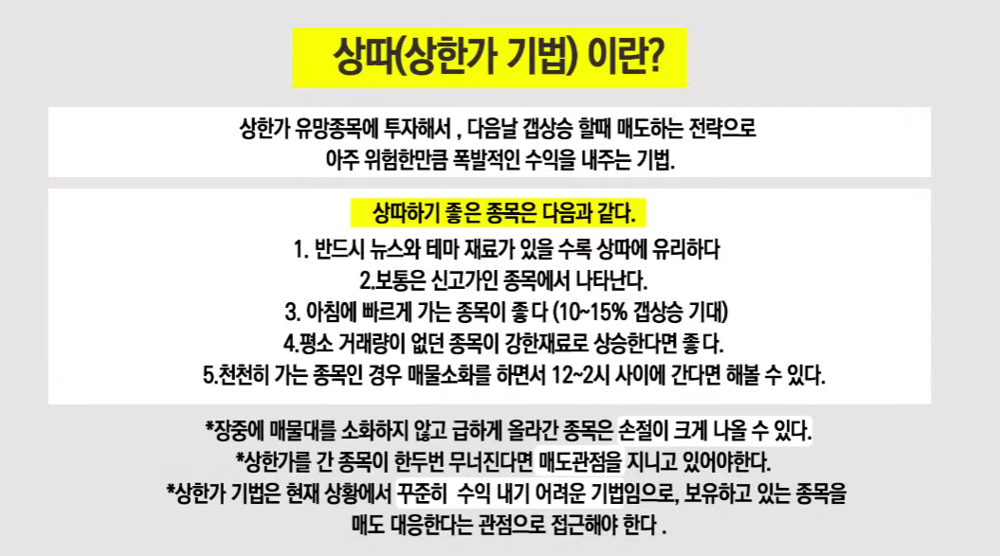 상따(상한가 기법) 이란?
상한가 유망종목에 투자해서 , 다음날 갭상승 할때 매도하는 전략으로
아주 위험한만큼 폭발적인 수익을 내주는 기법.
상따하기 좋은 종목은 다음과 같다.
1. 반드시 뉴스와 테마 재료가 있을 수록 상따에 유리하다
2.보통은 신고가인 종목에서 나타난다.
3. 아침에 빠르게 가는 종목이 좋다 (10~15% 갭상승 기대)
4.평소 거래량이 없던 종목이 강한재료로 상승한다면 좋다.
5.천천히 가는 종목인 경우 매물소화를 하면서 12~2시 사이에 간다면 해볼 수 있다.
*장중에 매물대를 소화하지 않고 급하게 올라간 종목은 손절이 크게 나올 수 있다.
*상한가를 간 종목이 한두번 무너진다면 매도관점을 지니고 있어야한다.
*상한가 기법은 현재 상황에서 꾸준히 수익 내기 어려운 기법임으로, 보유하고 있는 종목을
매도 대응한다는 관점으로 접근해야 한다 .